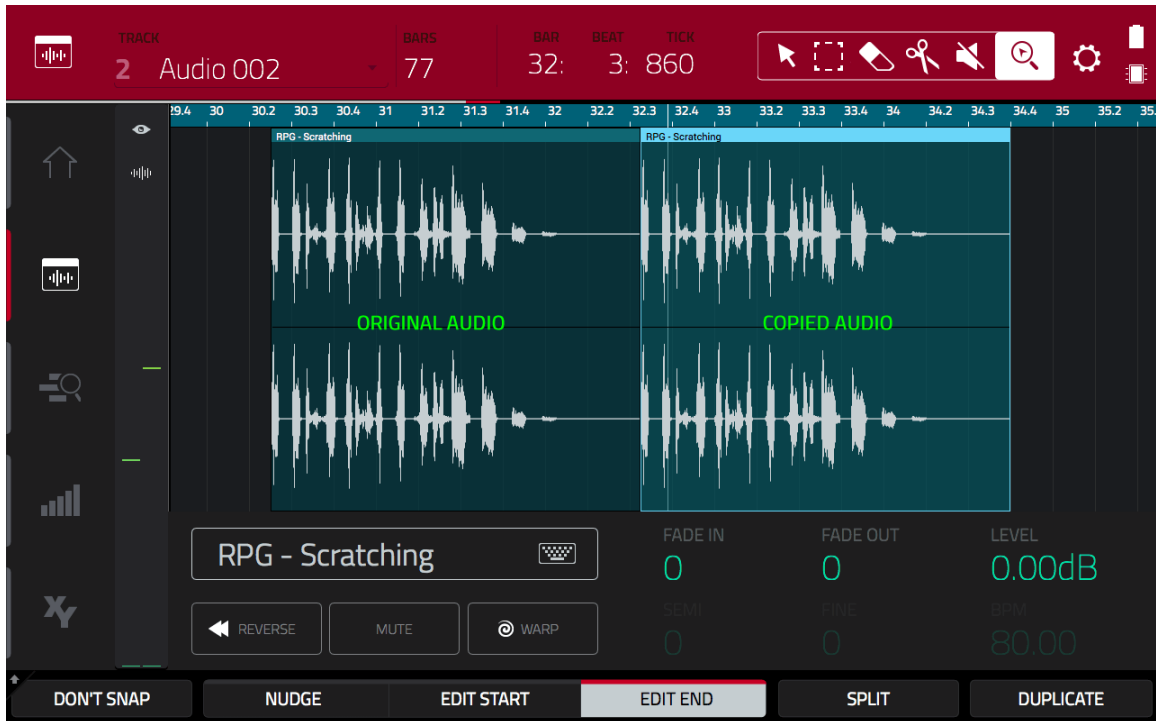 TRACK BARS BAR BEAT TICK
2 Audio 002 77 32: 3: 860
29.4 30 30.2 30.3 30.4 31 31.2 31.3 31.4 32 32.2 32.3 32.4 33 33.2 33.3 33.4 34 34.2 34.3 34.4 35 35.2 35.
RPG - Scratching RPG - Scratching
ORIGINAL AUDIO COPIED AUDIO
FADE IN FADE OUT LEVEL
RPG - Scratching 0 0 0.00dB
SEMI FINE BPM
REVERSE MUTE WARP 0 0 80.00
XY
DON'T SNAP NUDGE EDIT START EDIT END SPLIT DUPLICATE